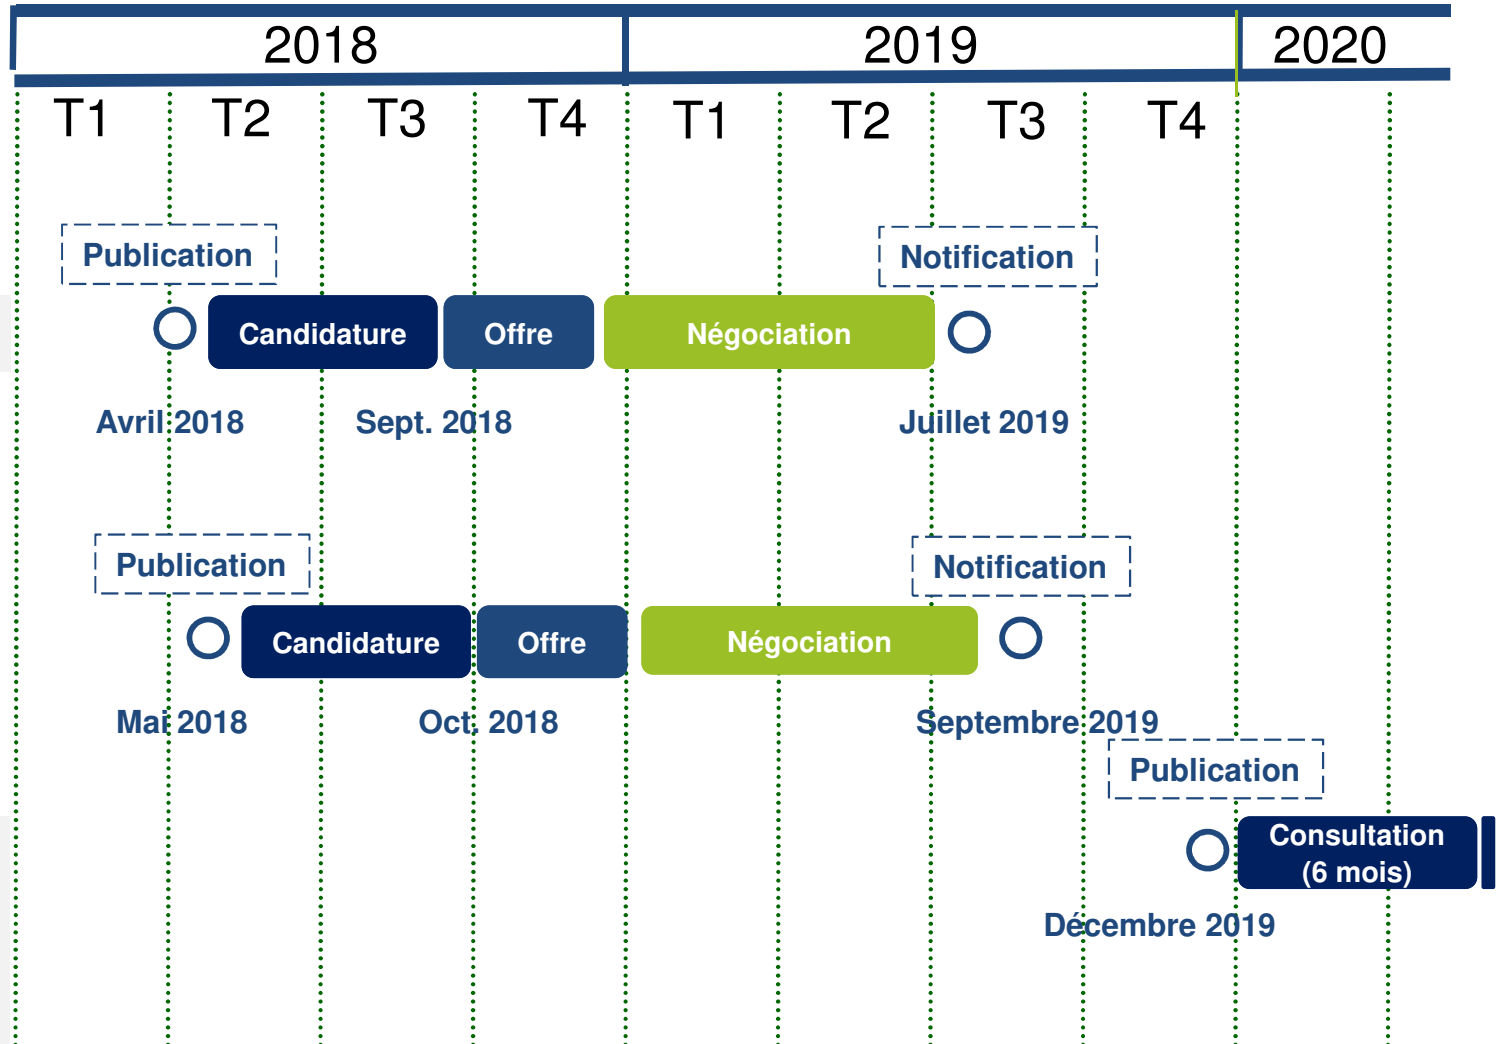 2018 2019 2020
T1 T2 T3 T4 T1 T2 T3 T4
Publication Notification
Candidature Offre Négociation
Avril 2018 Sept. 2018 Juillet 2019
Publication Notification
Candidature Offre Négociation
Mai 2018 Oct. 2018 Septembre 2019
Publication
Consultation
(6 mois)
Décembre 2019